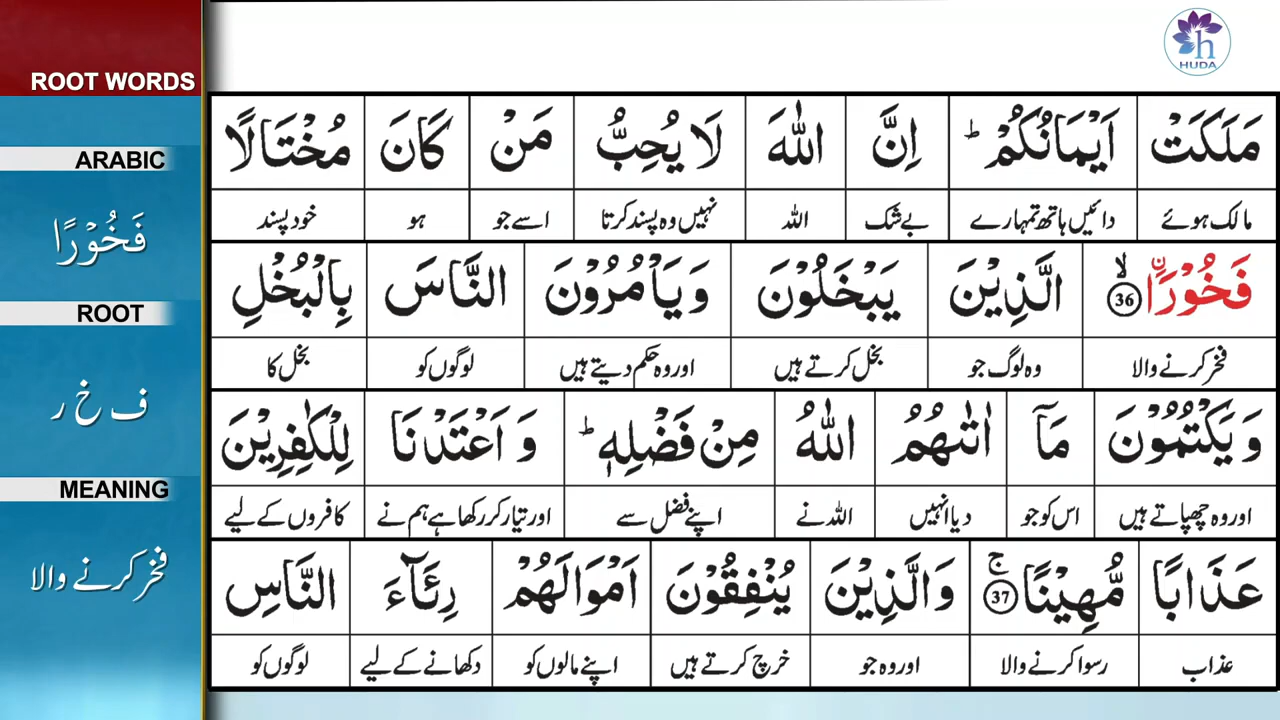 ROOT WORDS
ARABIC
فَخُوْرًا
ROOT
ف خ ر
MEANING
فخر کرنے والا
h
HUDA
مَلَكَتْ اَيْمَانُكُمْ ؕ اِنَّ اللّٰهَ لَا يُحِبُّ مَنْ كَانَ مُخْتَالًا
مالک ہوئے دائیں ہاتھ تمہارے بے شک اللہ نہیں وہ پسند کرتا اسے جو ہو خود پسند
فَخُوْرًا ۙ 36 الَّذِيْنَ يَبْخَلُوْنَ وَيَاْمُرُوْنَ النَّاسَ بِالْبُخْلِ
فخر کرنے والا وہ لوگ جو بخل کرتے ہیں اور وہ حکم دیتے ہیں لوگوں کو بخل کا
وَيَكْتُمُوْنَ مَاۤ اٰتٰٮهُمُ اللّٰهُ مِنْ فَضْلِهٖ ؕ وَاَعْتَدْنَا لِلْكٰفِرِيْنَ
اور وہ چھپاتے ہیں اس کو جو دیا انہیں اللہ نے اپنے فضل سے اور تیار کر رکھا ہے ہم نے کافروں کے لیے
عَذَابًا مُّهِيْنًا ۚ 37 وَالَّذِيْنَ يُنْفِقُوْنَ اَمْوَالَهُمْ رِئَآءَ النَّاسِ
عذاب رسوا کرنے والا اور وہ جو خرچ کرتے ہیں اپنے مالوں کو دکھانے کے لیے لوگوں کو